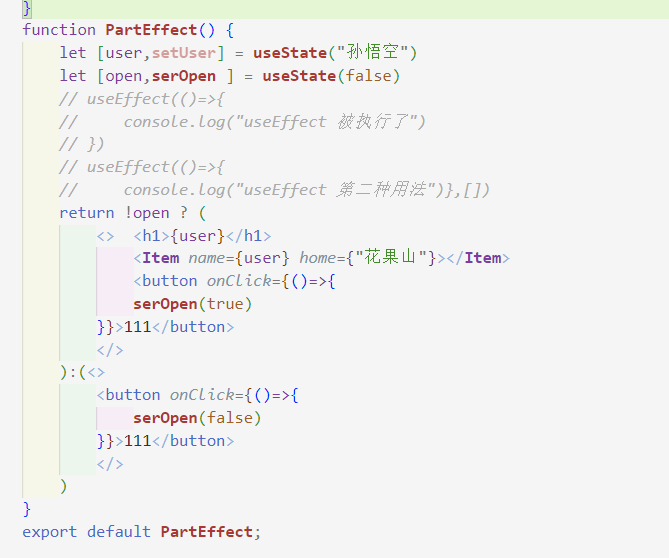 }
function PartEffect() {
let [user,setUser] = useState("孙悟空")
let [open,serOpen ] = useState(false)
// useEffect(()=>{
//     console.log("useEffect 被执行了")
// })
// useEffect(()=>{
//     console.log("useEffect 第二种用法")},[])
return !open ? (
<>  <h1>{user}</h1>
<Item name={user} home={"花果山"}></Item>
<button onClick={()=>{
serOpen(true)
}}>111</button>
</>
):(<>
<button onClick={()=>{
serOpen(false)
}}>111</button>
</>
)
}
export default PartEffect;